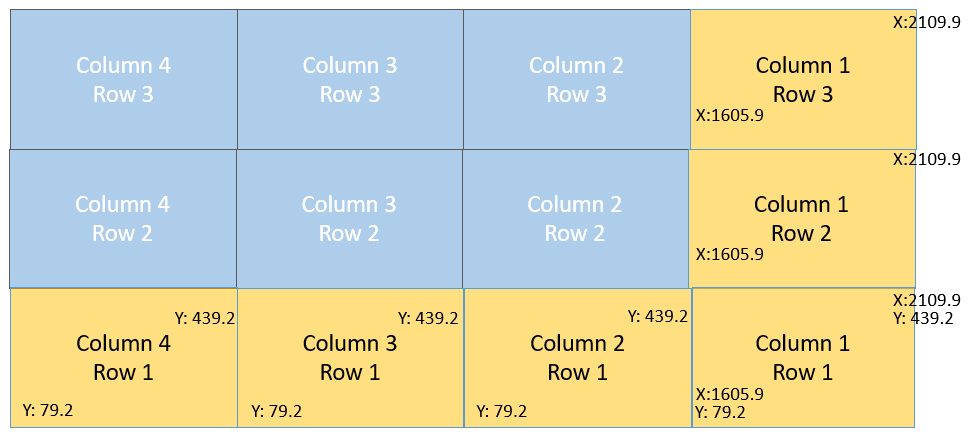 X:2109.9
Column 4
Row 3
Column 3
Row 3
Column 2
Row 3
Column 1
Row 3
X:1605.9
X:2109.9
Column 4
Row 2
Column 3
Row 2
Column 2
Row 2
Column 1
Row 2
X:1605.9
Y: 439.2
Column 4
Row 1
Y: 79.2
Y: 439.2
Column 3
Row 1
Y: 79.2
Y: 439.2
Column 2
Row 1
Y: 79.2
X:2109.9
Y: 439.2
Column 1
Row 1
X:1605.9
Y: 79.2